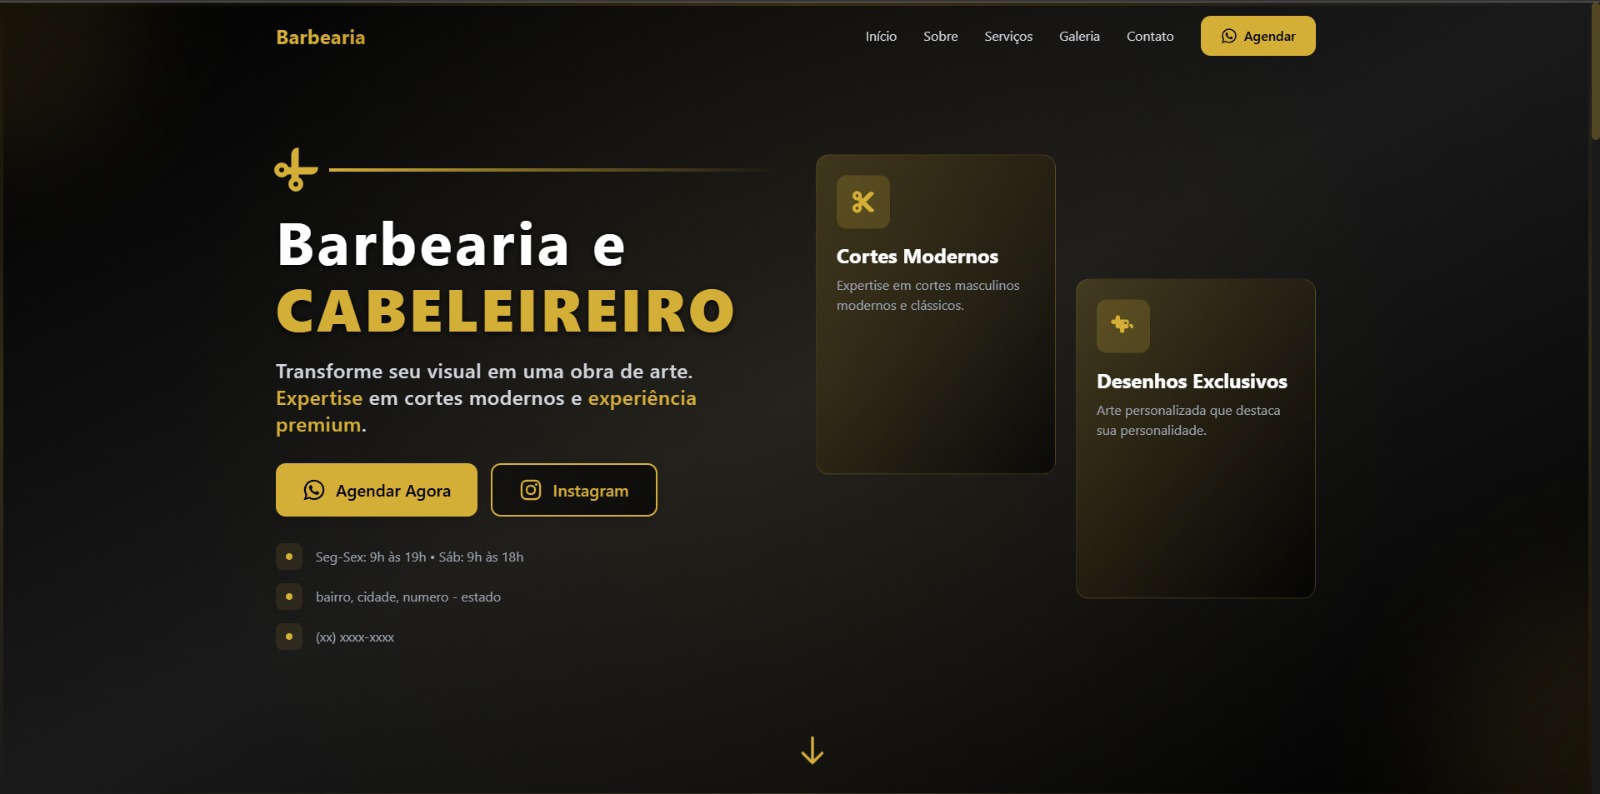 Barbearia
Início
Sobre
Serviços
Galeria
Contato
Agendar
Barbearia e
CABELEIREIRO
Transforme seu visual em uma obra de arte.
Expertise em cortes modernos e experiência
premium.
Agendar Agora
Instagram
Seg-Sex: 9h às 19h • Sáb: 9h às 18h
bairro, cidade, numero - estado
(xx) xxxx-xxxx
Cortes Modernos
Expertise em cortes masculinos
modernos e clássicos.
Desenhos Exclusivos
Arte personalizada que destaca
sua personalidade.